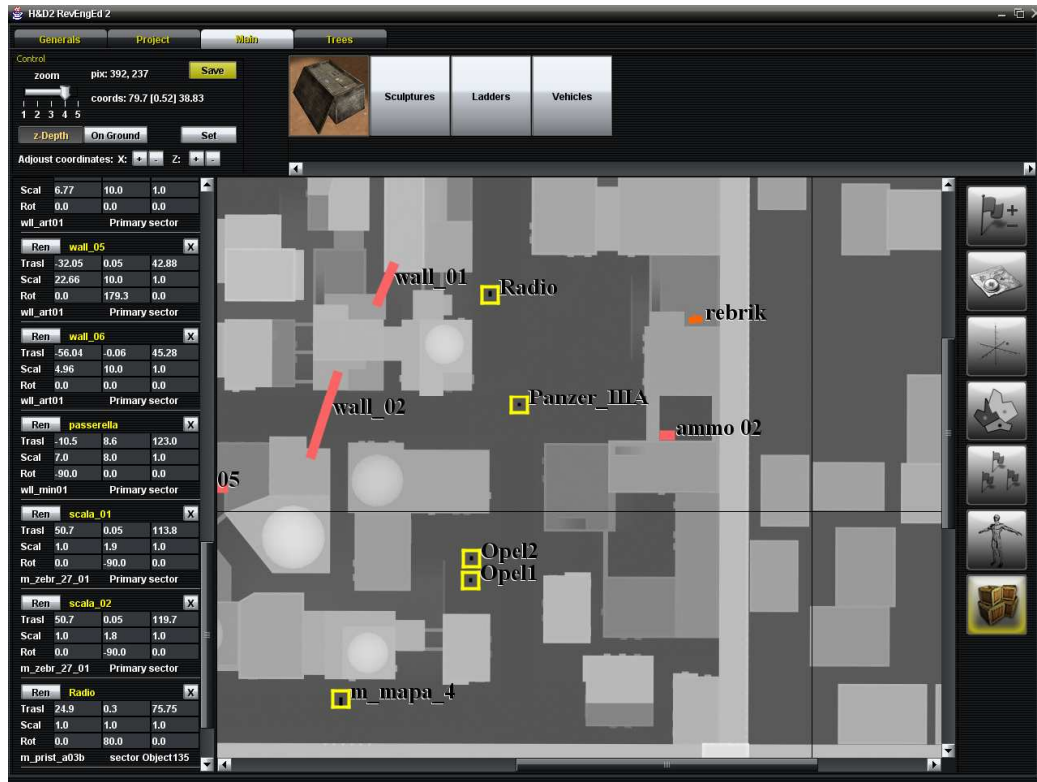 H&D2 RevEngEd 2
Generals Project Main Trees
Control
zoom pix: 392, 237 Save
coords: 79.7 [0.52] 38.83
1 2 3 4 5
z-Depth On Ground Set
Adjoust coordinates: X: + - Z: + -
Sculptures Ladders Vehicles
Scal 6.77 10.0 1.0
Rot 0.0 0.0 0.0
wll_art01 Primary sector
Ren wall_05 X
Trasl -32.05 0.05 42.88
Scal 22.66 10.0 1.0
Rot 0.0 179.3 0.0
wll_art01 Primary sector
Ren wall_06 X
Trasl -56.04 -0.06 45.28
Scal 4.96 10.0 1.0
Rot 0.0 0.0 0.0
wll_art01 Primary sector
Ren passerella X
Trasl -10.5 8.6 123.0
Scal 7.0 8.0 1.0
Rot -90.0 0.0 0.0
wll_min01 Primary sector
Ren scala_01 X
Trasl 50.7 0.05 113.8
Scal 1.0 1.9 1.0
Rot 0.0 -90.0 0.0
m_zebr_27_01 Primary sector
Ren scala_02 X
Trasl 50.7 0.05 119.7
Scal 1.0 1.8 1.0
Rot 0.0 -90.0 0.0
m_zebr_27_01 Primary sector
Ren Radio X
Trasl 24.9 0.3 75.75
Scal 1.0 1.0 1.0
Rot 0.0 80.0 0.0
m_prist_a03b sector Object135
wall_01
Radio
rebrik
Panzer_IIIA
wall_02
ammo 02
05
Opel2
Opel1
m_mapa_4